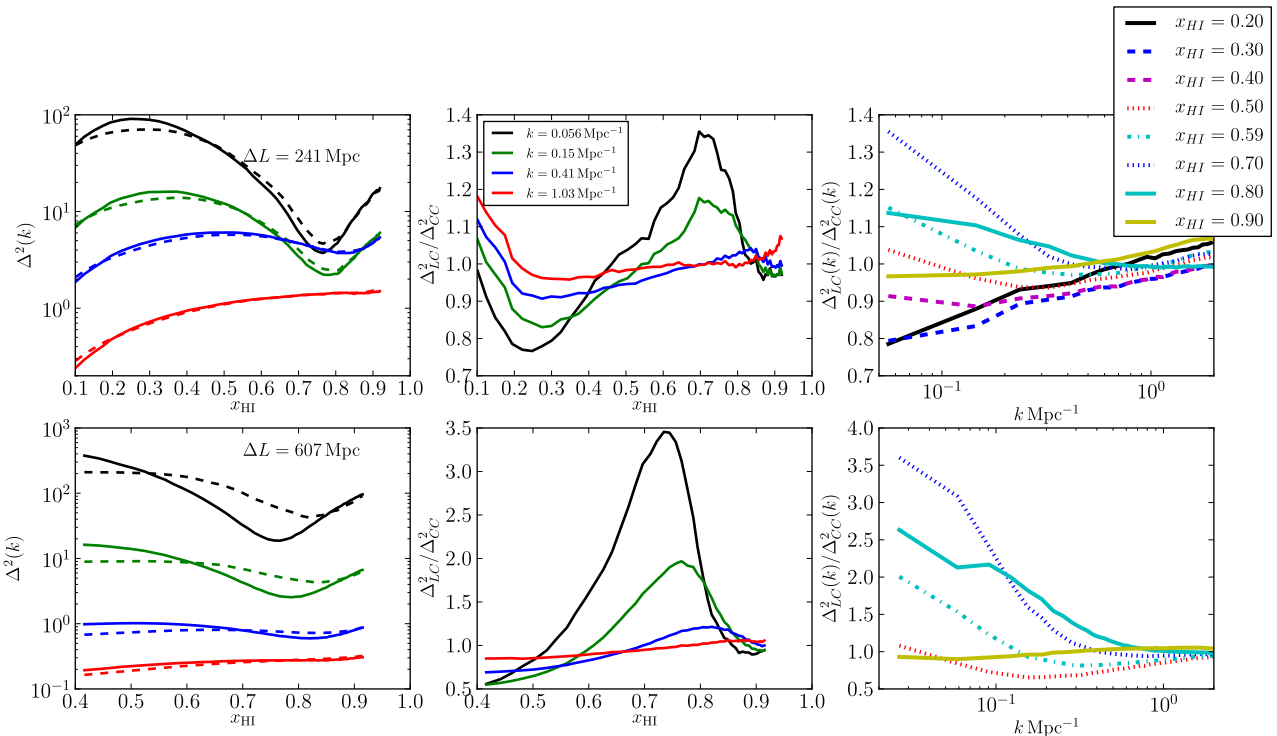 x_HI = 0.20
x_HI = 0.30
x_HI = 0.40
x_HI = 0.50
x_HI = 0.59
x_HI = 0.70
x_HI = 0.80
x_HI = 0.90
10^2
10^1
10^0
Δ^2(k)
ΔL = 241 Mpc
0.1 0.2 0.3 0.4 0.5 0.6 0.7 0.8 0.9 1.0
x_HI
1.4
1.3
1.2
1.1
1.0
0.9
0.8
0.7
Δ^2_LC/Δ^2_CC
k = 0.056 Mpc^−1
k = 0.15 Mpc^−1
k = 0.41 Mpc^−1
k = 1.03 Mpc^−1
0.1 0.2 0.3 0.4 0.5 0.6 0.7 0.8 0.9 1.0
x_HI
1.4
1.3
1.2
1.1
1.0
0.9
0.8
0.7
Δ^2_LC(k)/Δ^2_CC(k)
10^−1 10^0
k Mpc^−1
10^3
10^2
10^1
10^0
10^−1
Δ^2(k)
ΔL = 607 Mpc
0.4 0.5 0.6 0.7 0.8 0.9 1.0
x_HI
3.5
3.0
2.5
2.0
1.5
1.0
0.5
Δ^2_LC/Δ^2_CC
0.4 0.5 0.6 0.7 0.8 0.9 1.0
x_HI
4.0
3.5
3.0
2.5
2.0
1.5
1.0
0.5
Δ^2_LC(k)/Δ^2_CC(k)
10^−1 10^0
k Mpc^−1